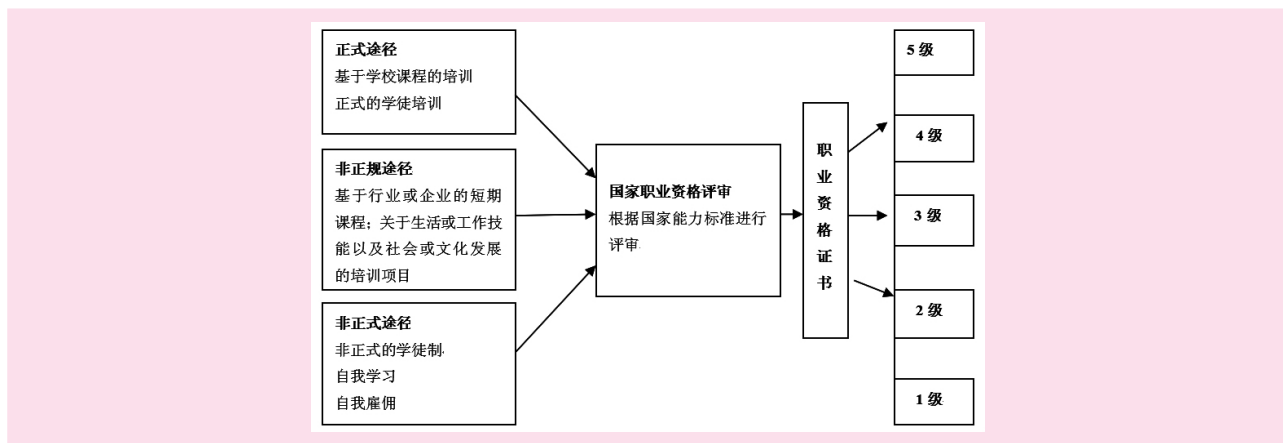 正式途径
基于学校课程的培训
正式的学徒培训
非正规途径
基于行业或企业的短期
课程；关于生活或工作技
能以及社会或文化发展
的培训项目
非正式途径
非正式的学徒制
自我学习
自我雇佣
国家职业资格评审
根据国家能力标准进行
评审
职
业
资
格
证
书
5 级
4 级
3 级
2 级
1 级